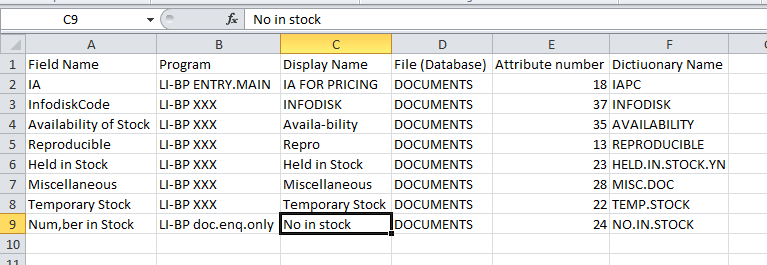 C9 fx No in stock
A B C D E F
1 Field Name Program Display Name File (Database) Attribute number Dictiuonary Name
2 IA LI-BP ENTRY.MAIN IA FOR PRICING DOCUMENTS 18 IAPC
3 InfodiskCode LI-BP XXX INFODISK DOCUMENTS 37 INFODISK
4 Availability of Stock LI-BP XXX Availa-bility DOCUMENTS 35 AVAILABILITY
5 Reproducible LI-BP XXX Repro DOCUMENTS 13 REPRODUCIBLE
6 Held in Stock LI-BP XXX Held in Stock DOCUMENTS 23 HELD.IN.STOCK.YN
7 Miscellaneous LI-BP XXX Miscellaneous DOCUMENTS 28 MISC.DOC
8 Temporary Stock LI-BP XXX Temporary Stock DOCUMENTS 22 TEMP.STOCK
9 Num,ber in Stock LI-BP doc.enq.only No in stock DOCUMENTS 24 NO.IN.STOCK
10